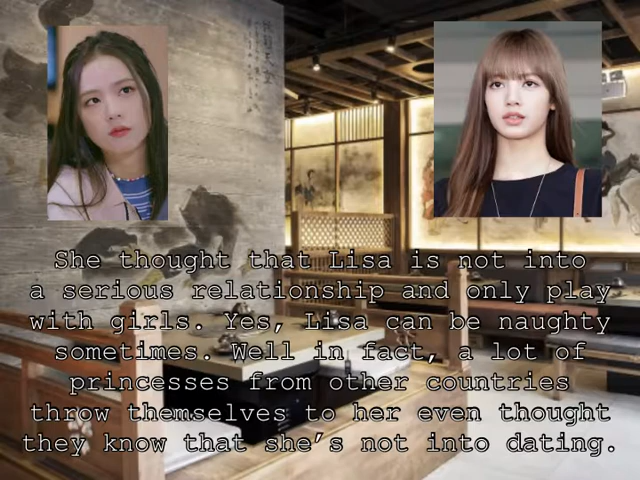 She thought that Lisa is not into
a serious relationship and only play
with girls. Yes, Lisa can be naughty
sometimes. Well in fact, a lot of
princesses from other countries
throw themselves to her even thought
they know that she's not into dating.